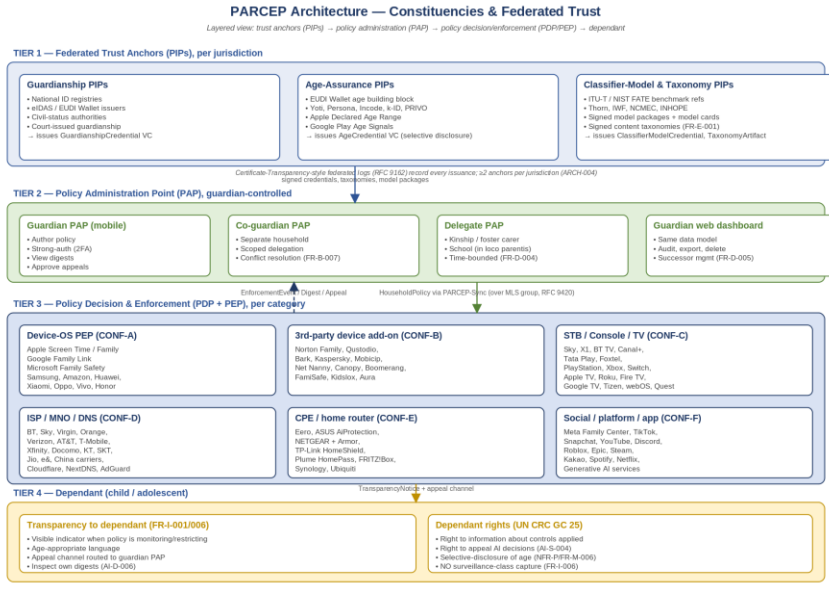 PARCEP Architecture — Constituencies & Federated Trust
Layered view: trust anchors (PIPs) → policy administration (PAP) → policy decision/enforcement (PDP/PEP) → dependant
TIER 1 — Federated Trust Anchors (PIPs), per jurisdiction
Guardianship PIPs
• National ID registries
• eIDAS / EUDI Wallet issuers
• Civil-status authorities
• Court-issued guardianship
→ issues GuardianshipCredential VC
Age-Assurance PIPs
• EUDI Wallet age building block
• Yoti, Persona, Incode, k-ID, PRIVO
• Apple Declared Age Range
• Google Play Age Signals
→ issues AgeCredential VC (selective disclosure)
Classifier-Model & Taxonomy PIPs
• ITU-T / NIST FATE benchmark refs
• Thorn, IWF, NCMEC, INHOPE
• Signed model packages + model cards
• Signed content taxonomies (FR-E-001)
→ issues ClassifierModelCredential, TaxonomyArtifact
Certificate-Transparency-style federated logs (RFC 9162) record every issuance; ≥2 anchors per jurisdiction (ARCH-004)
signed credentials, taxonomies, model packages
TIER 2 — Policy Administration Point (PAP), guardian-controlled
Guardian PAP (mobile)
• Author policy
• Strong-auth (2FA)
• View digests
• Approve appeals
Co-guardian PAP
• Separate household
• Scoped delegation
• Conflict resolution (FR-B-007)
Delegate PAP
• Kinship / foster carer
• School (in loco parentis)
• Time-bounded (FR-D-004)
Guardian web dashboard
• Same data model
• Audit, export, delete
• Successor mgmt (FR-D-005)
EnforcementEvent / Digest / Appeal
HouseholdPolicy via PARCEP-Sync (over MLS group, RFC 9420)
TIER 3 — Policy Decision & Enforcement (PDP + PEP), per category
Device-OS PEP (CONF-A)
Apple Screen Time / Family
Google Family Link
Microsoft Family Safety
Samsung, Amazon, Huawei,
Xiaomi, Oppo, Vivo, Honor
3rd-party device add-on (CONF-B)
Norton Family, Qustodio,
Bark, Kaspersky, Mobicip,
Net Nanny, Canopy, Boomerang,
FamiSafe, Kidslox, Aura
STB / Console / TV (CONF-C)
Sky, X1, BT TV, Canal+,
Tata Play, Foxtel,
PlayStation, Xbox, Switch,
Apple TV, Roku, Fire TV,
Google TV, Tizen, webOS, Quest
ISP / MNO / DNS (CONF-D)
BT, Sky, Virgin, Orange,
Verizon, AT&T, T-Mobile,
Xfinity, Docomo, KT, SKT,
Jio, e&, China carriers,
Cloudflare, NextDNS, AdGuard
CPE / home router (CONF-E)
Eero, ASUS AiProtection,
NETGEAR + Armor,
TP-Link HomeShield,
Plume HomePass, FRITZ!Box,
Synology, Ubiquiti
Social / platform / app (CONF-F)
Meta Family Center, TikTok,
Snapchat, YouTube, Discord,
Roblox, Epic, Steam,
Kakao, Spotify, Netflix,
Generative AI services
TransparencyNotice + appeal channel
TIER 4 — Dependant (child / adolescent)
Transparency to dependant (FR-I-001/006)
• Visible indicator when policy is monitoring/restricting
• Age-appropriate language
• Appeal channel routed to guardian PAP
• Inspect own digests (AI-D-006)
Dependant rights (UN CRC GC 25)
• Right to information about controls applied
• Right to appeal AI decisions (AI-S-004)
• Selective-disclosure of age (NFR-P/FR-M-006)
• NO surveillance-class capture (FR-I-006)